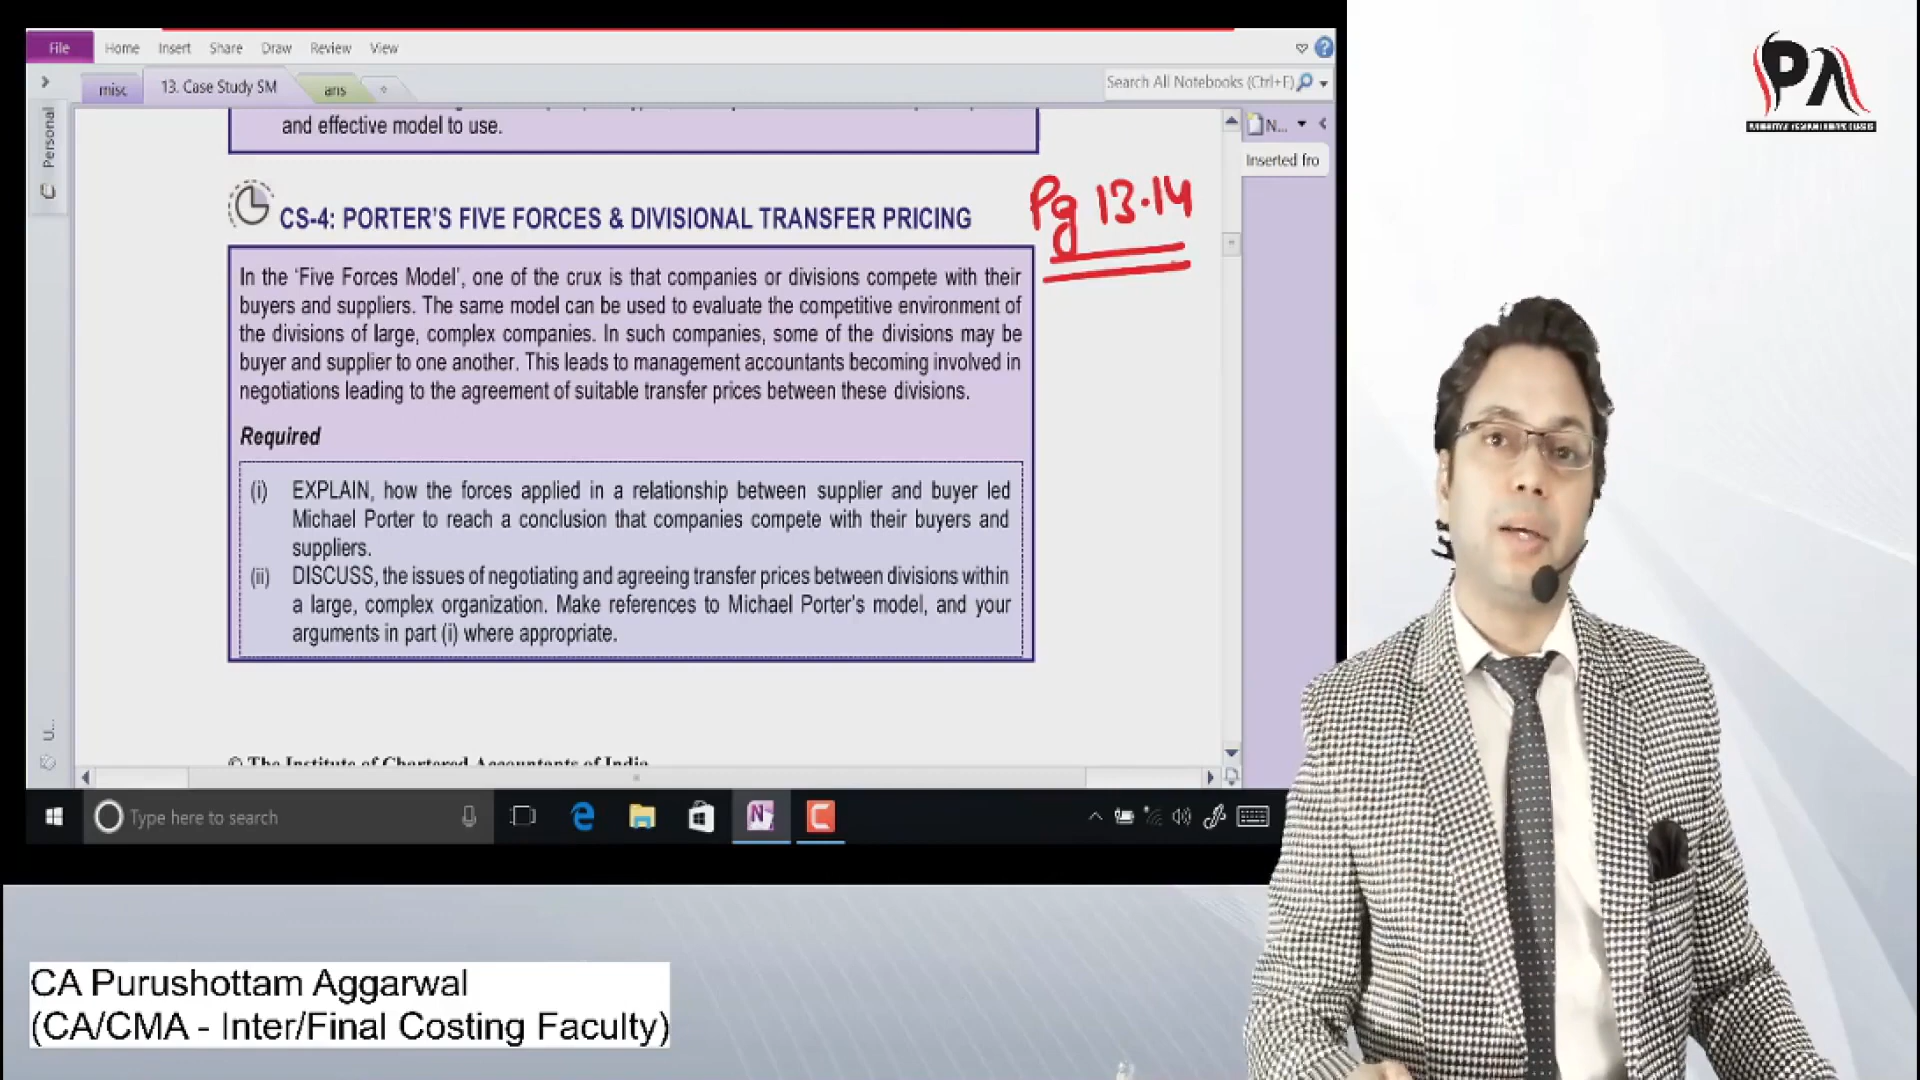 File Home Insert Share Draw Review View
misc 13. Case Study SM ans
Search All Notebooks (Ctrl+E)
Personal
and effective model to use.
N...
Inserted fro
Pg 13.14
CS-4: PORTER'S FIVE FORCES & DIVISIONAL TRANSFER PRICING
In the 'Five Forces Model', one of the crux is that companies or divisions compete with their
buyers and suppliers. The same model can be used to evaluate the competitive environment of
the divisions of large, complex companies. In such companies, some of the divisions may be
buyer and supplier to one another. This leads to management accountants becoming involved in
negotiations leading to the agreement of suitable transfer prices between these divisions.
Required
(i) EXPLAIN, how the forces applied in a relationship between supplier and buyer led
Michael Porter to reach a conclusion that companies compete with their buyers and
suppliers.
(ii) DISCUSS, the issues of negotiating and agreeing transfer prices between divisions within
a large, complex organization. Make references to Michael Porter's model, and your
arguments in part (i) where appropriate.
U...
© The Institute of Chartered Accountants of India
Type here to search
CA Purushottam Aggarwal
(CA/CMA - Inter/Final Costing Faculty)
PA